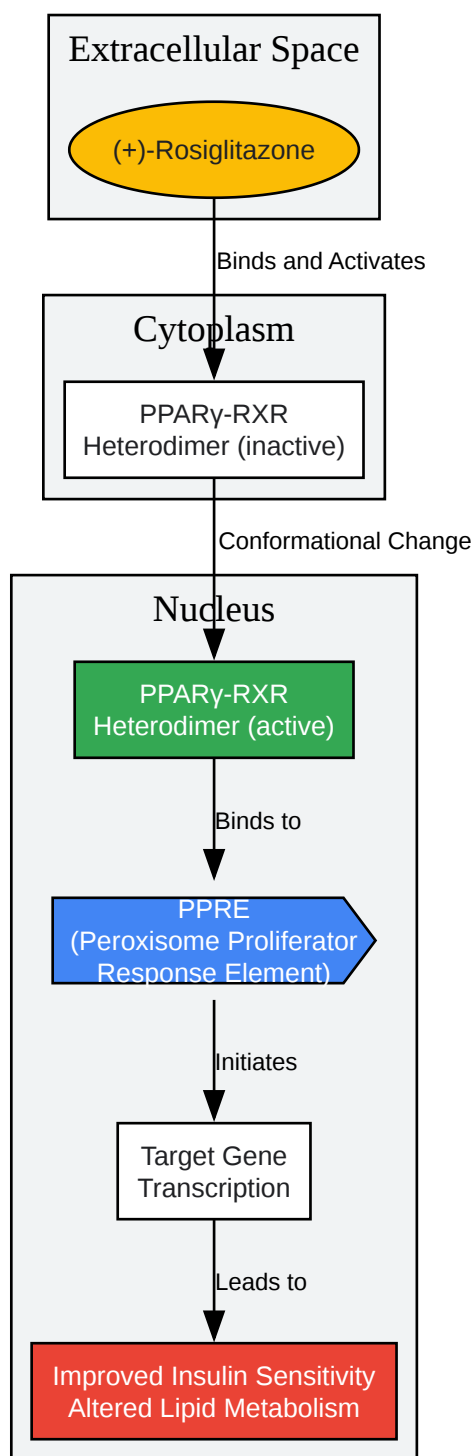 Extracellular Space
(+)-Rosiglitazone
Binds and Activates
Cytoplasm
PPARγ-RXR
Heterodimer (inactive)
Conformational Change
Nucleus
PPARγ-RXR
Heterodimer (active)
Binds to
PPRE
(Peroxisome Proliferator
Response Element)
Initiates
Target Gene
Transcription
Leads to
Improved Insulin Sensitivity
Altered Lipid Metabolism